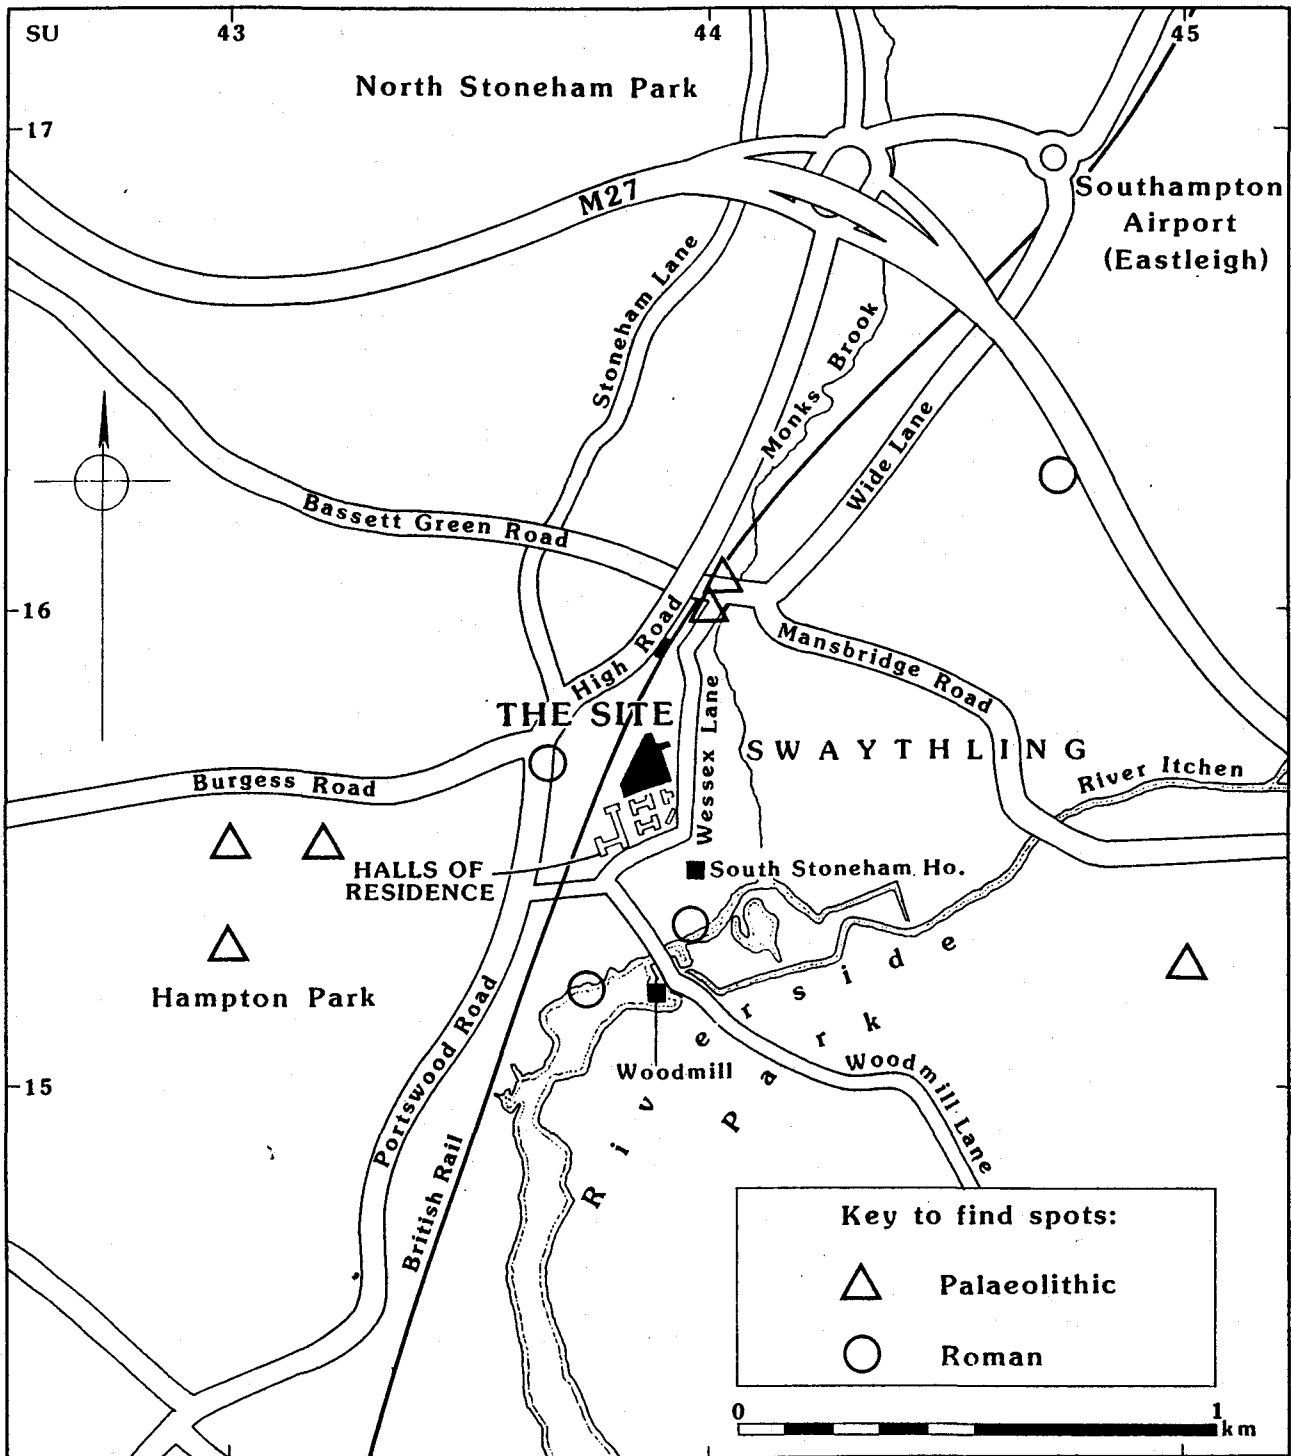 SU
43
44
45
North Stoneham Park
17
M27
Southampton
Airport
(Eastleigh)
Stoneham Lane
Monks Brook
Wide Lane
Bassett Green Road
16
High Road
Mansbridge Road
THE SITE
Wessex Lane
SWAYTHLING
River Itchen
Burgess Road
HALLS OF
RESIDENCE
South Stoneham Ho.
Hampton Park
Riverside
Park
Woodmill
Woodmill Lane
Portswood Road
15
British Rail
Key to find spots:
Palaeolithic
Roman
0
1
km